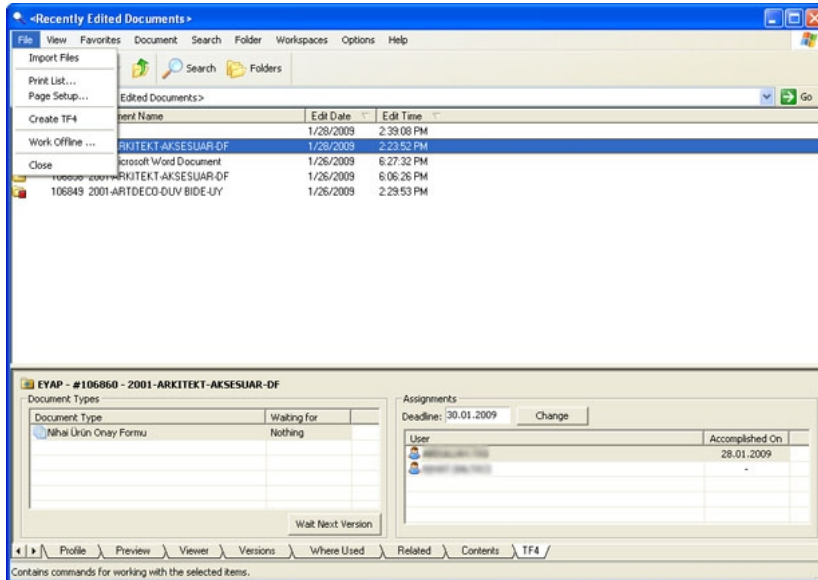 <Recently Edited Documents>
File View Favorites Document Search Folder Workspaces Options Help
Import Files
Print List...
Page Setup...
Create TF4
Work Offline ...
Close
Search Folders
Edited Documents>
Go
ment Name Edit Date Edit Time
1/28/2009 2:39:08 PM
RKITEKT-AKSESUAR-DF 1/28/2009 2:23:52 PM
icrosoft Word Document 1/26/2009 6:27:32 PM
2001-ARKITEKT-AKSESUAR-DF 1/26/2009 6:06:26 PM
106849 2001-ARTDECO-DUV BIDE-UY 1/26/2009 2:29:53 PM
EYAP - #106860 - 2001-ARKITEKT-AKSESUAR-DF
Document Types
Document Type Waiting for
Nihai Ürün Onay Formu Nothing
Wait Next Version
Assignments
Deadline: 30.01.2009 Change
User Accomplished On
28.01.2009
-
Profile Preview Viewer Versions Where Used Related Contents TF4
Contains commands for working with the selected items.